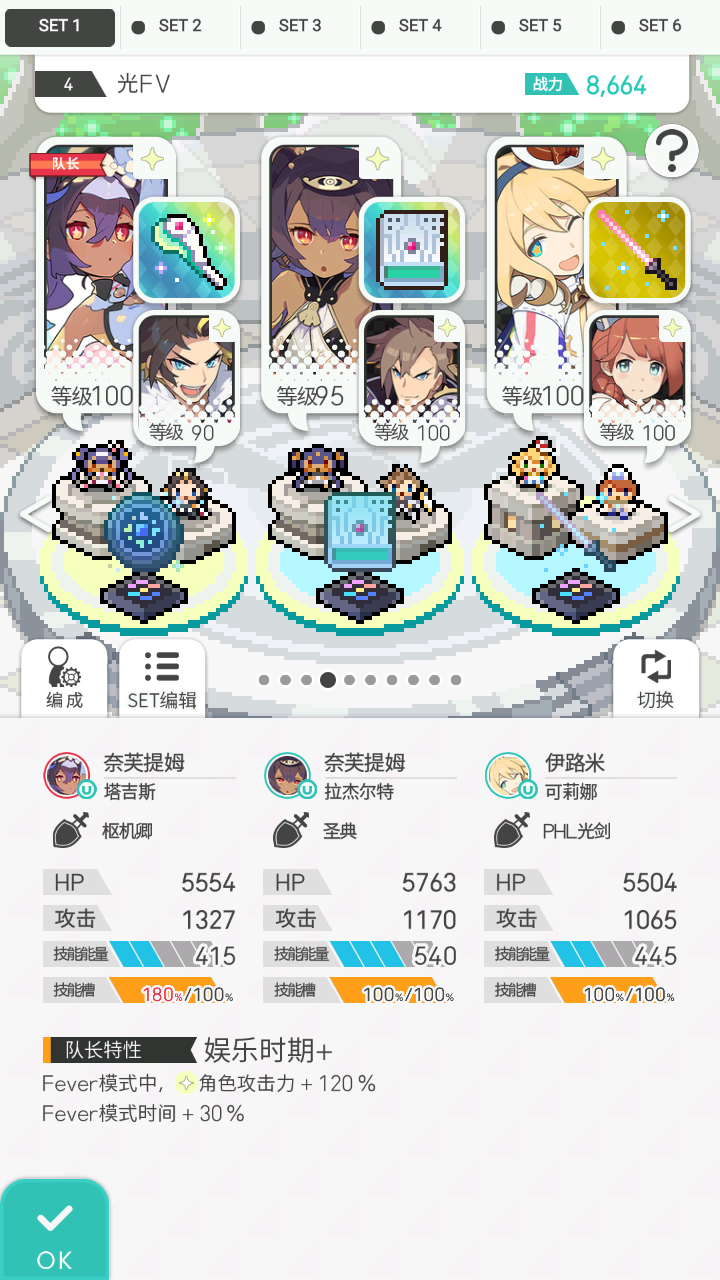 SET 1 SET 2 SET 3 SET 4 SET 5 SET 6
4 光FV 战力 8,664
队长
?
等级100 等级95 等级100
等级 90 等级 100 等级 100
编成 SET编辑 切换
奈芙提姆 奈芙提姆 伊路米
塔吉斯 拉杰尔特 可莉娜
枢机卿 圣典 PHL光剑
HP 5554 HP 5763 HP 5504
攻击 1327 攻击 1170 攻击 1065
技能能量 415 技能能量 540 技能能量 445
技能槽 180%/100% 技能槽 100%/100% 技能槽 100%/100%
队长特性 娱乐时期+
Fever模式中, 角色攻击力 + 120 %
Fever模式时间 + 30 %
OK